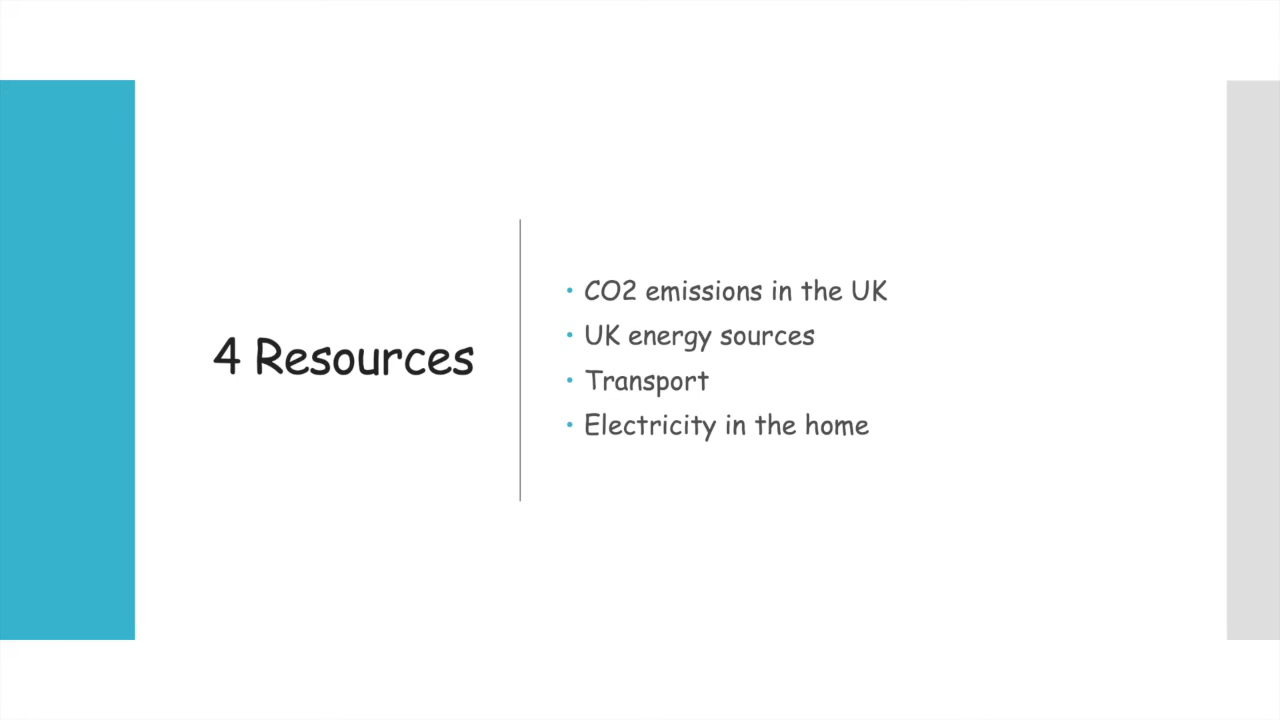 4 Resources
• CO2 emissions in the UK
• UK energy sources
• Transport
• Electricity in the home